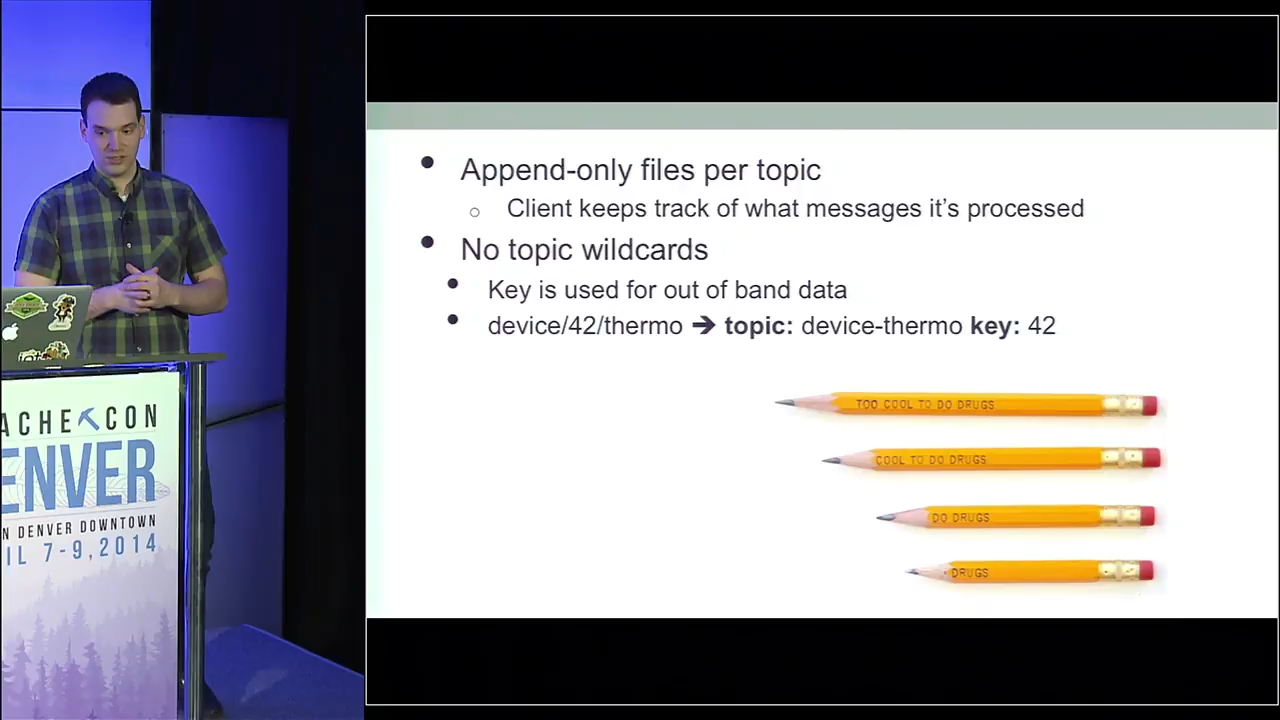 Append-only files per topic
Client keeps track of what messages it's processed
No topic wildcards
Key is used for out of band data
device/42/thermo ➔ topic: device-thermo key: 42
TOO COOL TO DO DRUGS
COOL TO DO DRUGS
DO DRUGS
DRUGS
ACHE CON
ENVER
N DENVER DOWNTOWN
IL 7-9, 2014